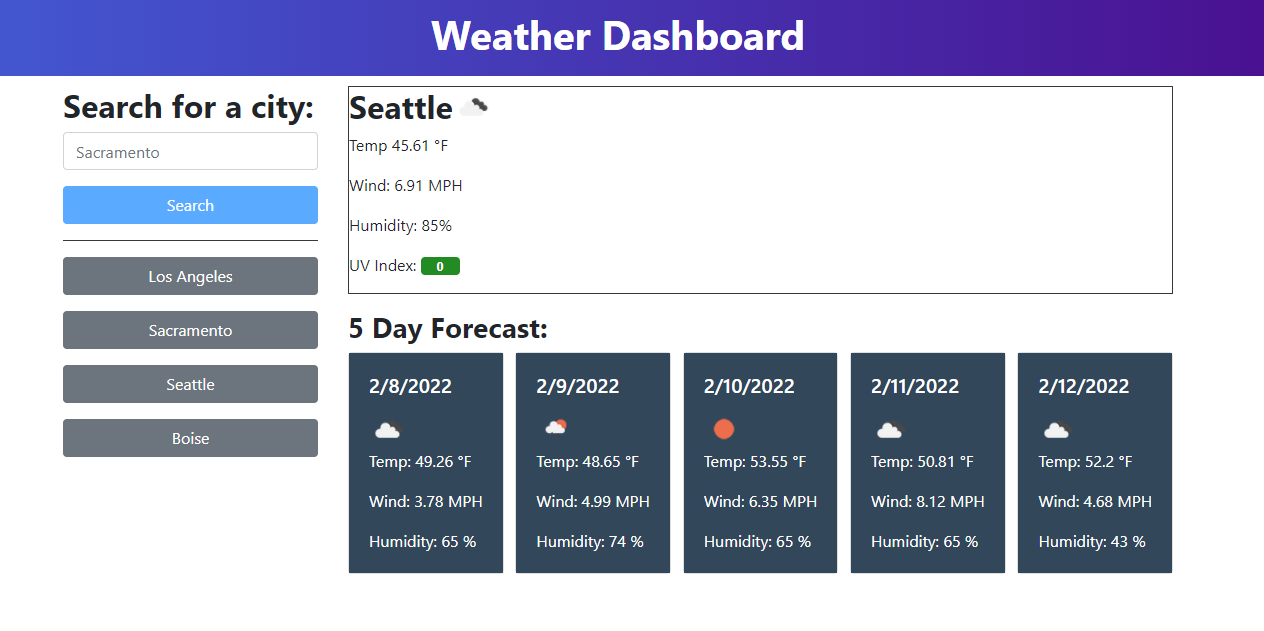 Weather Dashboard
Search for a city:
Sacramento
Search
Los Angeles
Sacramento
Seattle
Boise
Seattle
Temp 45.61 °F
Wind: 6.91 MPH
Humidity: 85%
UV Index: 0
5 Day Forecast:
2/8/2022
Temp: 49.26 °F
Wind: 3.78 MPH
Humidity: 65 %
2/9/2022
Temp: 48.65 °F
Wind: 4.99 MPH
Humidity: 74 %
2/10/2022
Temp: 53.55 °F
Wind: 6.35 MPH
Humidity: 65 %
2/11/2022
Temp: 50.81 °F
Wind: 8.12 MPH
Humidity: 65 %
2/12/2022
Temp: 52.2 °F
Wind: 4.68 MPH
Humidity: 43 %